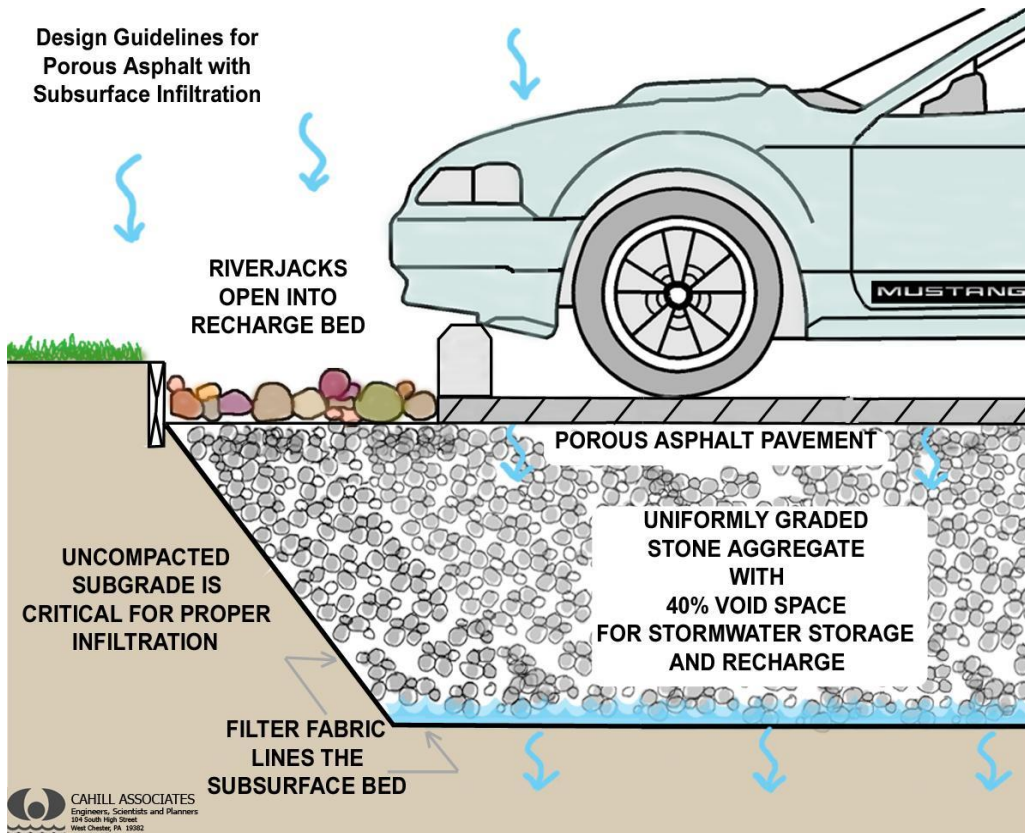 Design Guidelines for
Porous Asphalt with
Subsurface Infiltration
RIVERJACKS
OPEN INTO
RECHARGE BED
MUSTANG
POROUS ASPHALT PAVEMENT
UNIFORMLY GRADED
STONE AGGREGATE
WITH
40% VOID SPACE
FOR STORMWATER STORAGE
AND RECHARGE
UNCOMPACTED
SUBGRADE IS
CRITICAL FOR PROPER
INFILTRATION
FILTER FABRIC
LINES THE
SUBSURFACE BED
CAHILL ASSOCIATES
Engineers, Scientists and Planners
104 South High Street
West Chester, PA 19382